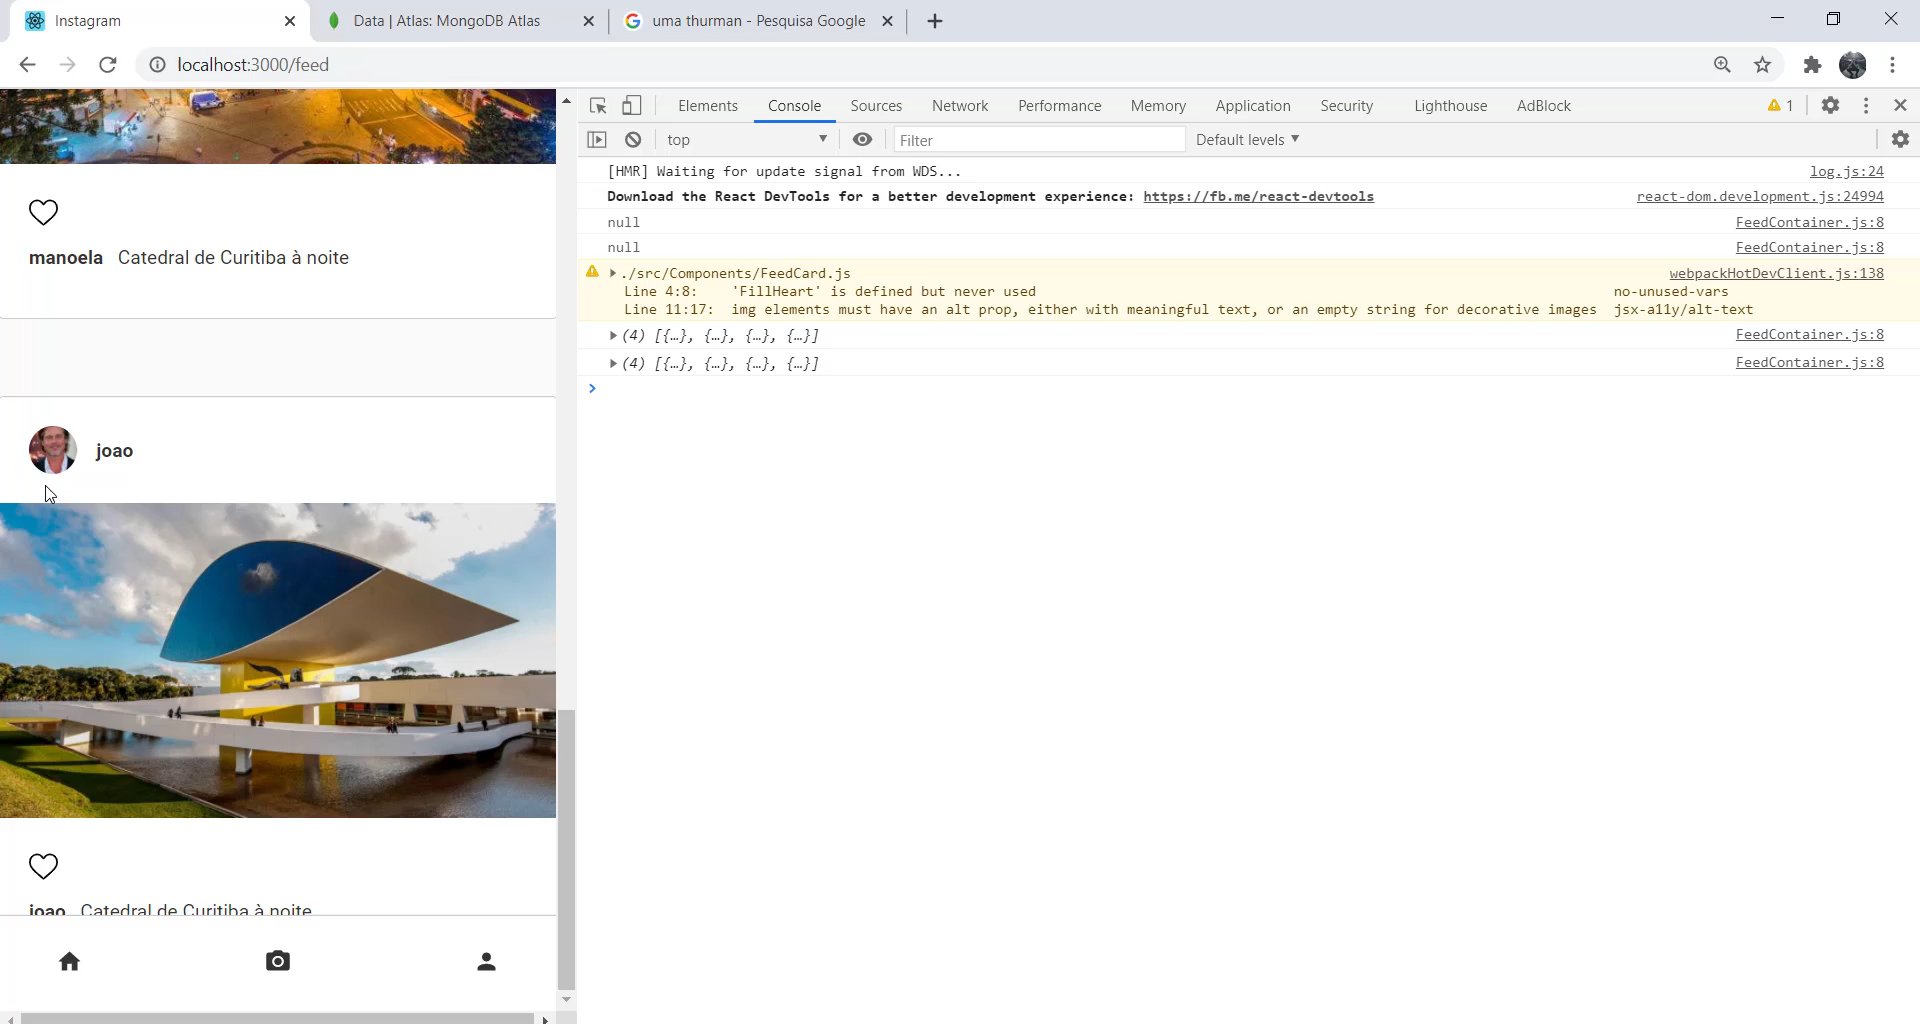 Instagram
Data | Atlas: MongoDB Atlas
uma thurman - Pesquisa Google
localhost:3000/feed
Elements Console Sources Network Performance Memory Application Security Lighthouse AdBlock 1
top Filter Default levels
[HMR] Waiting for update signal from WDS... log.js:24
Download the React DevTools for a better development experience: https://fb.me/react-devtools react-dom.development.js:24994
null FeedContainer.js:8
null FeedContainer.js:8
./src/Components/FeedCard.js webpackHotDevClient.js:138
Line 4:8: 'FillHeart' is defined but never used no-unused-vars
Line 11:17: img elements must have an alt prop, either with meaningful text, or an empty string for decorative images jsx-a11y/alt-text
(4) [{…}, {…}, {…}, {…}] FeedContainer.js:8
(4) [{…}, {…}, {…}, {…}] FeedContainer.js:8
manoela Catedral de Curitiba à noite
joao
joao Catedral de Curitiba à noite